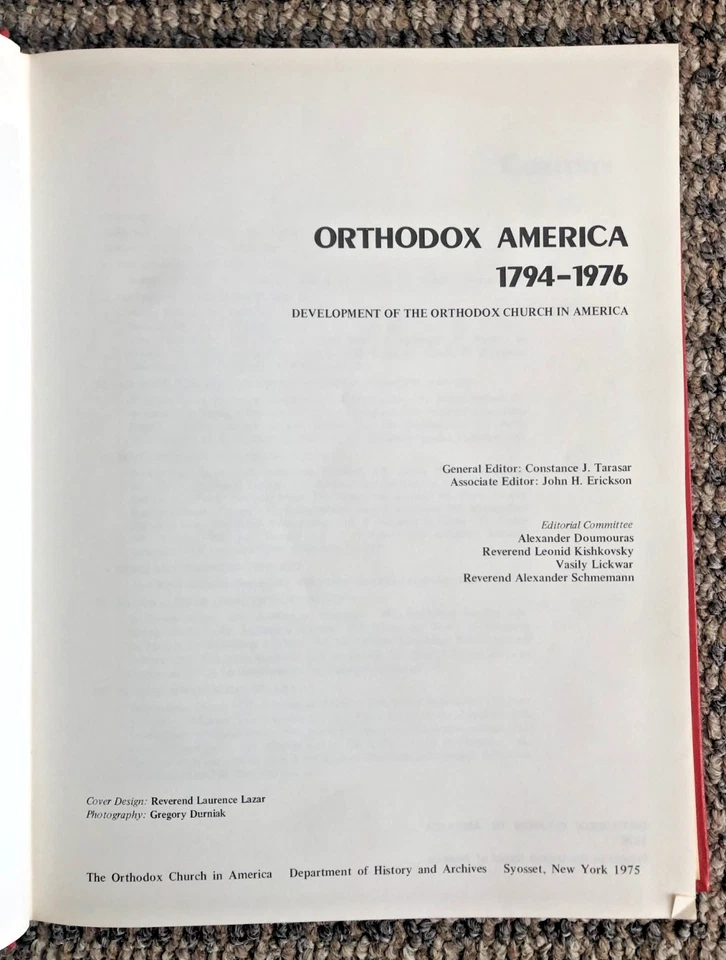 ORTHODOX AMERICA
1794-1976
DEVELOPMENT OF THE ORTHODOX CHURCH IN AMERICA
General Editor: Constance J. Tarasar
Associate Editor: John H. Erickson
Editorial Committee
Alexander Doumouras
Reverend Leonid Kishkovsky
Vasily Lickwar
Reverend Alexander Schmemann
Cover Design: Reverend Laurence Lazar
Photography: Gregory Durniak
The Orthodox Church in America Department of History and Archives Syosset, New York 1975